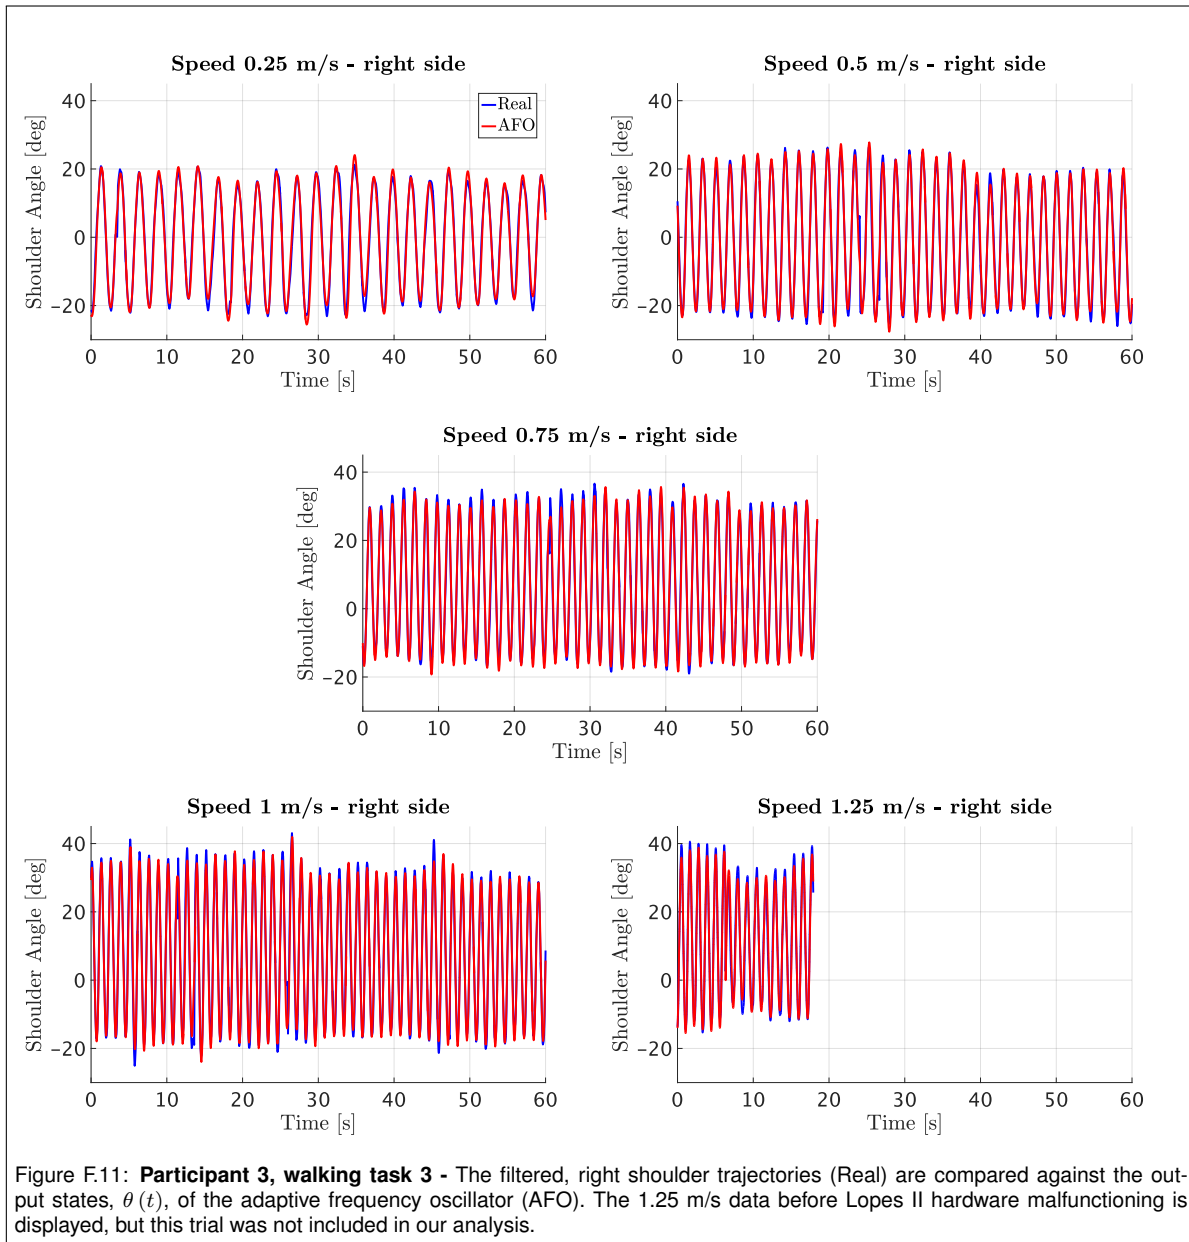 Speed 0.25 m/s - right side
Shoulder Angle [deg]
40
20
0
−20
Real
AFO
0 10 20 30 40 50 60
Time [s]
Speed 0.5 m/s - right side
Shoulder Angle [deg]
40
20
0
−20
0 10 20 30 40 50 60
Time [s]
Speed 0.75 m/s - right side
Shoulder Angle [deg]
40
20
0
−20
0 10 20 30 40 50 60
Time [s]
Speed 1 m/s - right side
Shoulder Angle [deg]
40
20
0
−20
0 10 20 30 40 50 60
Time [s]
Speed 1.25 m/s - right side
Shoulder Angle [deg]
40
20
0
−20
0 10 20 30 40 50 60
Time [s]
Figure F.11: Participant 3, walking task 3 - The filtered, right shoulder trajectories (Real) are compared against the out-
put states, θ (t), of the adaptive frequency oscillator (AFO). The 1.25 m/s data before Lopes II hardware malfunctioning is
displayed, but this trial was not included in our analysis.